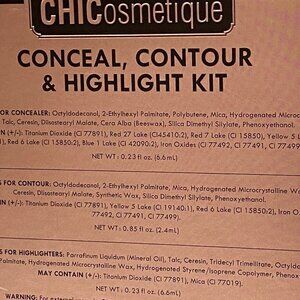 CHICosmetique
CONCEAL, CONTOUR
& HIGHLIGHT KIT
FOR CONCEALER: Octyldodecanol, 2-Ethylhexyl Palmitate, Polybutene, Mica, Hydrogenated Microcrystalline
Talc, Ceresin, Diisostearyl Malate, Cera Alba (Beeswax), Silica Dimethyl Silylate, Phenoxyethanol.
(+/-): Titanium Dioxide (CI 77891), Red 27 Lake (CI45410:2), Red 7 Lake (CI 15850), Yellow 5 L
), Red 6 Lake (CI 15850:2), Blue 1 Lake (CI 42090:2), Iron Oxides (CI 77492, CI 77491, CI 77499).
NET WT: 0.23 fl oz. (6.6mL)
S FOR CONTOUR: Octyldodecanol, 2-Ethylhexyl Palmitate, Mica, Hydrogenated Microcrystalline Wax
Ceresin, Diisostearyl Malate, Synthetic Wax, Silica Dimethyl Silylate, Phenoxyethanol.
N (+/-): Titanium Dioxide (CI 77891), Yellow 5 Lake (CI 19140:1), Red 6 Lake (CI 15850:2), Iron O
77492, CI 77491, CI 77499).
NET WT: 0.85 fl oz. (2.4mL)
S FOR HIGHLIGHTERS: Paraffinum Liquidum (Mineral Oil), Talc, Ceresin, Tridecyl Trimellitate, Octyldo
Palmitate, Hydrogenated Microcrystalline Wax, Hydrogenated Styrene/Isoprene Copolymer, Phenox
MAY CONTAIN (+/-): Titanium Dioxide (CI 77891), Mica (CI 77019).
NET WT: 0.23 fl oz. (6.6mL)
WARNING: For external